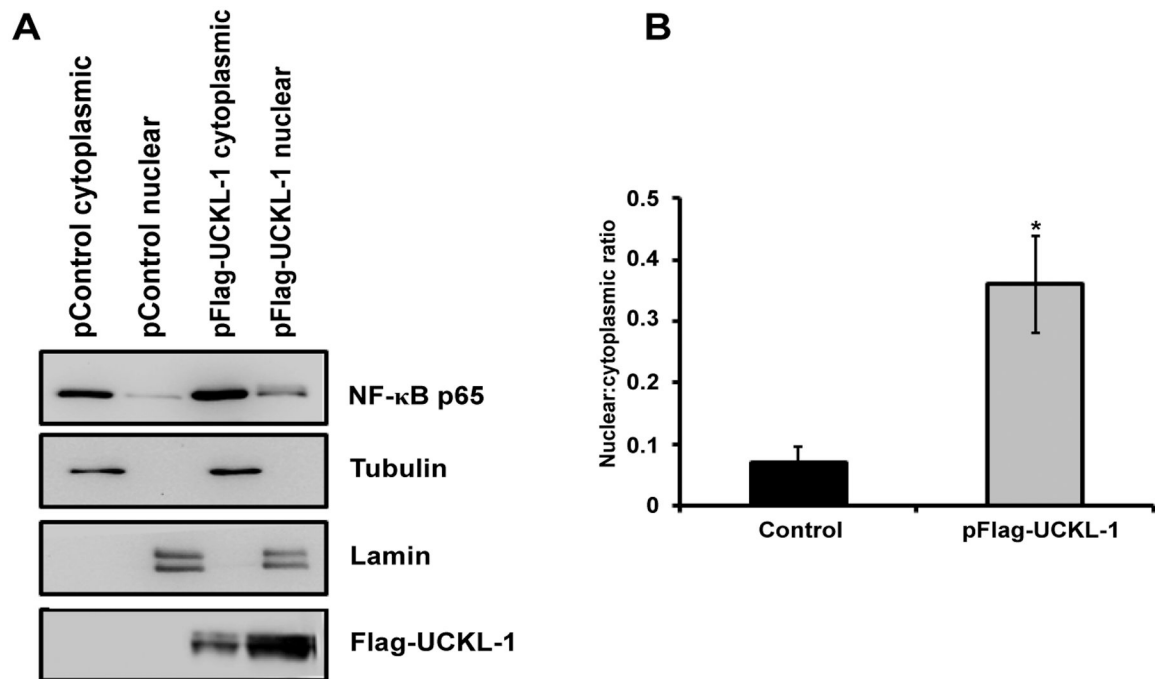 A
pControl cytoplasmic
pControl nuclear
pFlag-UCKL-1 cytoplasmic
pFlag-UCKL-1 nuclear
NF-κB p65
Tubulin
Lamin
Flag-UCKL-1
B
Nuclear:cytoplasmic ratio
0.5
0.4
0.3
0.2
0.1
0
*
Control
pFlag-UCKL-1